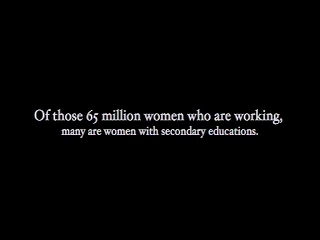 Of those 65 million women who are working,
many are women with secondary educations.